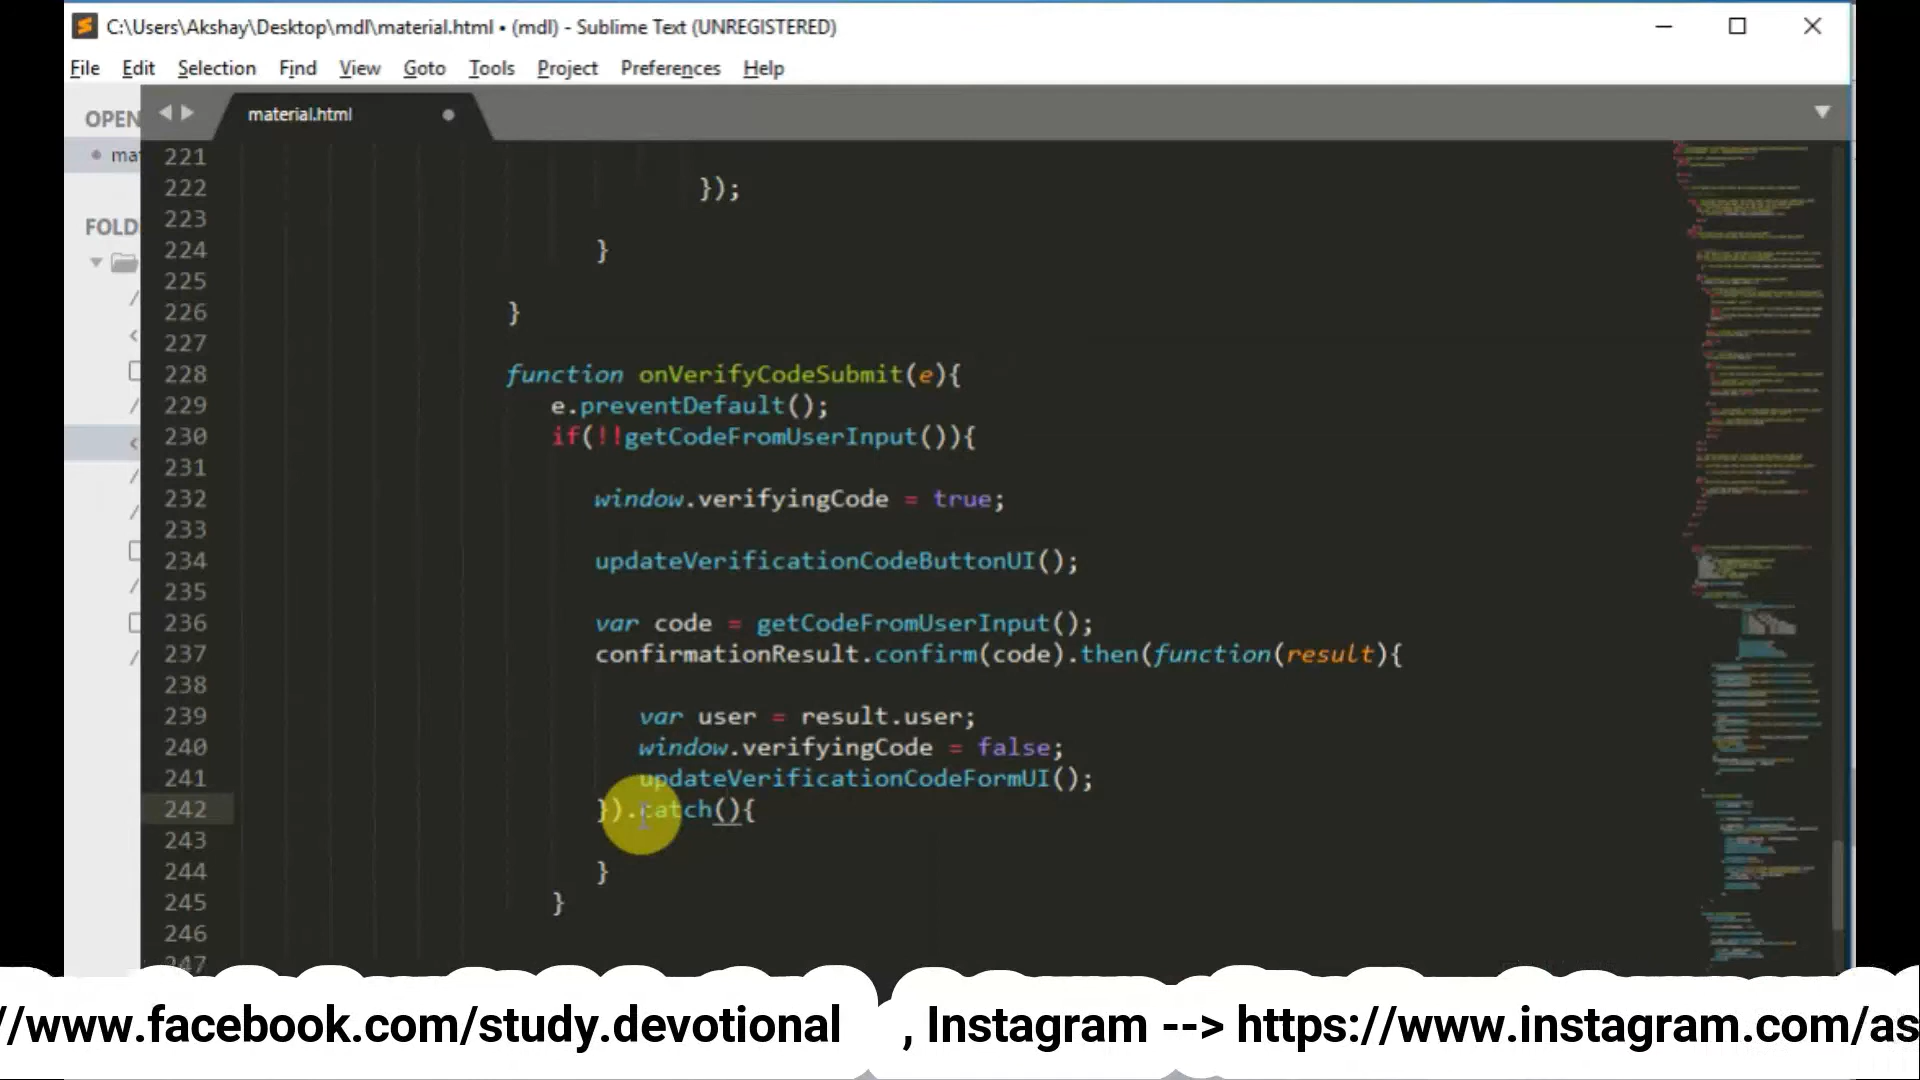 C:\Users\Akshay\Desktop\mdl\material.html • (mdl) - Sublime Text (UNREGISTERED)
File Edit Selection Find View Goto Tools Project Preferences Help
OPEN
material.html
mat
FOLD
221
222 });
223
224 }
225
226 }
227
228 function onVerifyCodeSubmit(e){
229 e.preventDefault();
230 if(!!getCodeFromUserInput()){
231
232 window.verifyingCode = true;
233
234 updateVerificationCodeButtonUI();
235
236 var code = getCodeFromUserInput();
237 confirmationResult.confirm(code).then(function(result){
238
239 var user = result.user;
240 window.verifyingCode = false;
241 updateVerificationCodeFormUI();
242 }).catch(){
243
244 }
245 }
246
247
//www.facebook.com/study.devotional , Instagram --> https://www.instagram.com/as